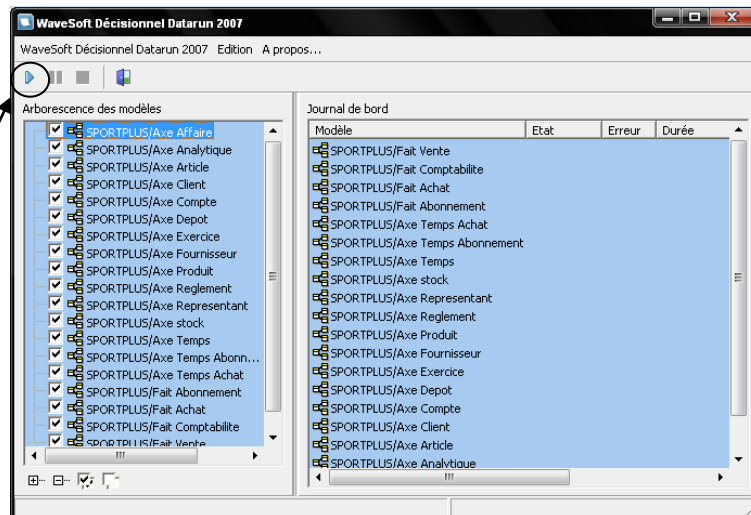 WaveSoft Décisionnel Datarun 2007
WaveSoft Décisionnel Datarun 2007 Edition A propos...
Arborescence des modèles
SPORTPLUS/Axe Affaire
SPORTPLUS/Axe Analytique
SPORTPLUS/Axe Article
SPORTPLUS/Axe Client
SPORTPLUS/Axe Compte
SPORTPLUS/Axe Depot
SPORTPLUS/Axe Exercice
SPORTPLUS/Axe Fournisseur
SPORTPLUS/Axe Produit
SPORTPLUS/Axe Reglement
SPORTPLUS/Axe Representant
SPORTPLUS/Axe stock
SPORTPLUS/Axe Temps
SPORTPLUS/Axe Temps Abonn...
SPORTPLUS/Axe Temps Achat
SPORTPLUS/Fait Abonnement
SPORTPLUS/Fait Achat
SPORTPLUS/Fait Comptabilite
SPORTPLUS/Fait Vente
Journal de bord
Modèle Etat Erreur Durée
SPORTPLUS/Fait Vente
SPORTPLUS/Fait Comptabilite
SPORTPLUS/Fait Achat
SPORTPLUS/Fait Abonnement
SPORTPLUS/Axe Temps Achat
SPORTPLUS/Axe Temps Abonnement
SPORTPLUS/Axe Temps
SPORTPLUS/Axe stock
SPORTPLUS/Axe Representant
SPORTPLUS/Axe Reglement
SPORTPLUS/Axe Produit
SPORTPLUS/Axe Fournisseur
SPORTPLUS/Axe Exercice
SPORTPLUS/Axe Depot
SPORTPLUS/Axe Compte
SPORTPLUS/Axe Client
SPORTPLUS/Axe Article
SPORTPLUS/Axe Analytique